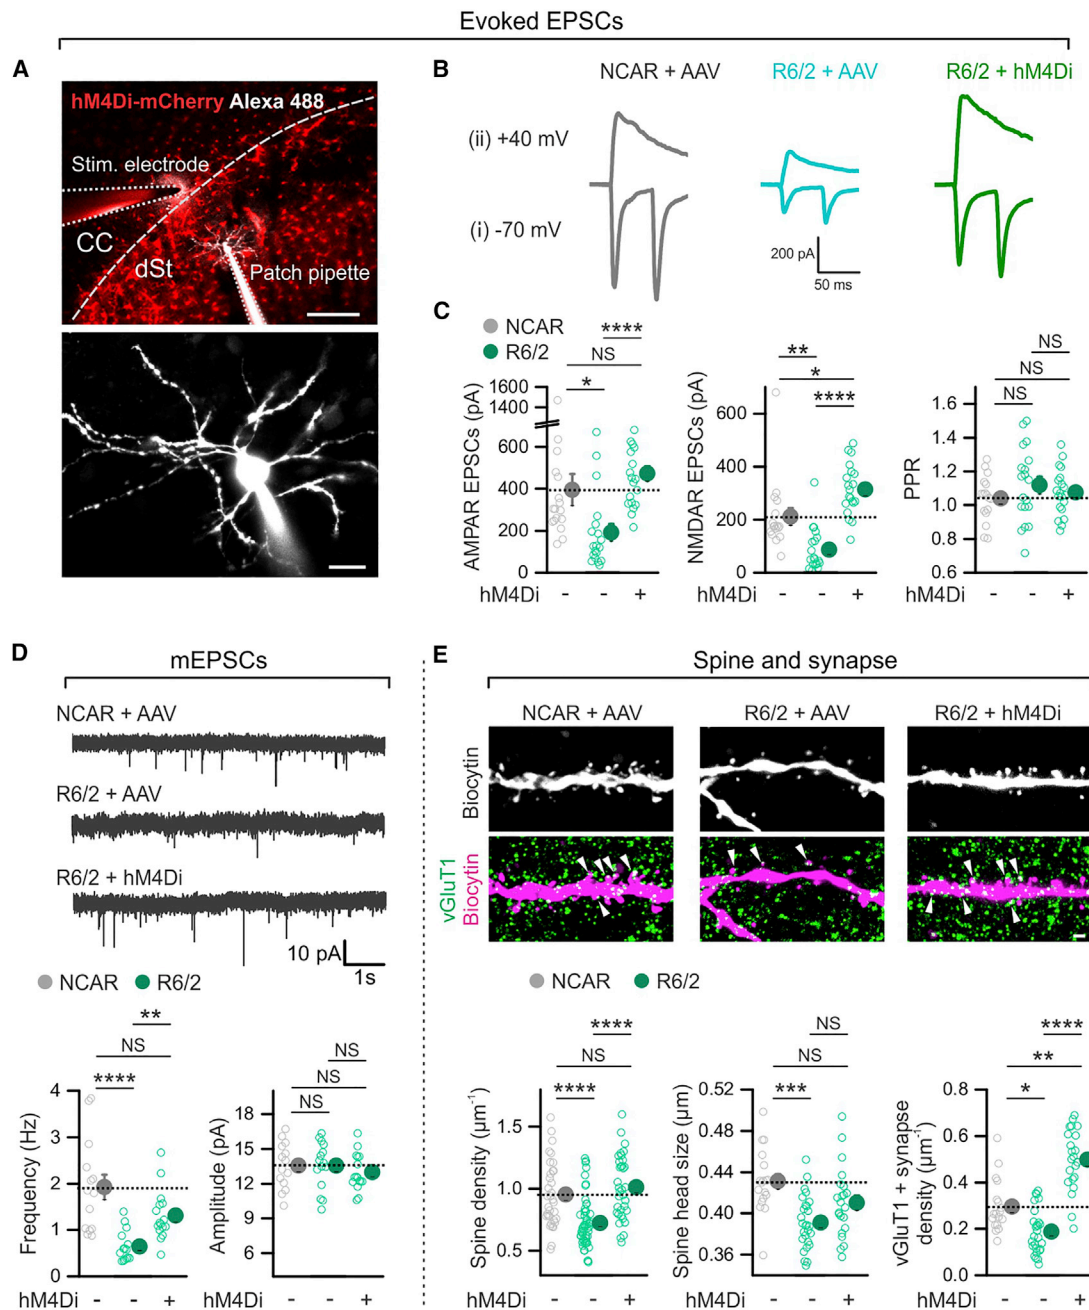 Evoked EPSCs
A
hM4Di-mCherry Alexa 488
Stim. electrode
CC
dSt
Patch pipette
B
NCAR + AAV
R6/2 + AAV
R6/2 + hM4Di
(ii) +40 mV
(i) -70 mV
200 pA
50 ms
C
NCAR
R6/2
****
NS
*
AMPAR EPSCs (pA)
1600
1400
600
400
200
0
**
*
****
NMDAR EPSCs (pA)
600
400
200
0
NS
NS
NS
PPR
1.6
1.4
1.2
1.0
0.8
0.6
hM4Di - - +
hM4Di - - +
hM4Di - - +
D
mEPSCs
NCAR + AAV
R6/2 + AAV
R6/2 + hM4Di
10 pA
1s
NCAR R6/2
**
NS
****
Frequency (Hz)
4
3
2
1
0
NS
NS
NS
Amplitude (pA)
18
15
12
9
6
hM4Di - - +
hM4Di - - +
E
Spine and synapse
NCAR + AAV
R6/2 + AAV
R6/2 + hM4Di
Biocytin
vGluT1
Biocytin
NCAR R6/2
****
NS
****
Spine density (μm⁻¹)
1.5
1.0
0.5
NS
NS
***
Spine head size (μm)
0.52
0.48
0.44
0.40
0.36
****
**
*
vGluT1 + synapse
density (μm⁻¹)
0.8
0.6
0.4
0.2
0.0
hM4Di - - +
hM4Di - - +
hM4Di - - +